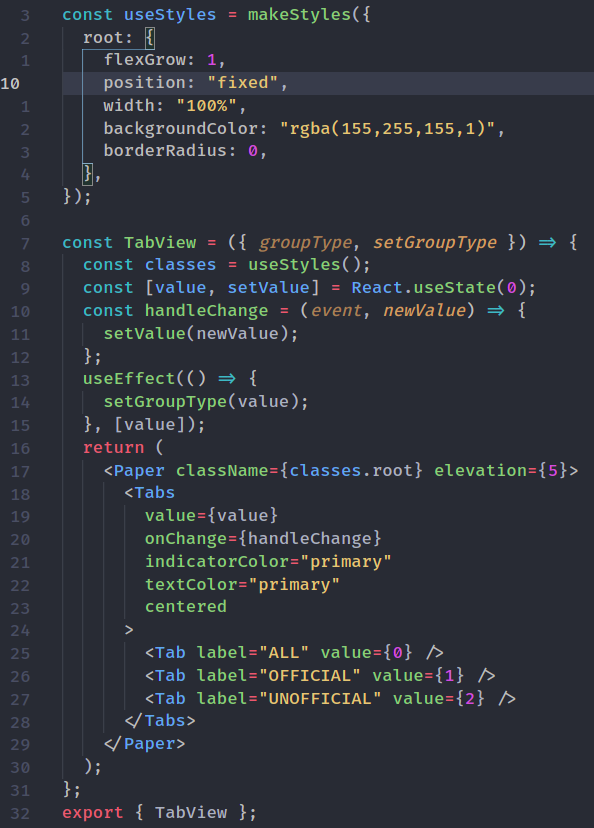 3 const useStyles = makeStyles({
2   root: {
1     flexGrow: 1,
10     position: "fixed",
1     width: "100%",
2     backgroundColor: "rgba(155,255,155,1)",
3     borderRadius: 0,
4   },
5 });
6
7 const TabView = ({ groupType, setGroupType }) => {
8   const classes = useStyles();
9   const [value, setValue] = React.useState(0);
10   const handleChange = (event, newValue) => {
11     setValue(newValue);
12   };
13   useEffect(() => {
14     setGroupType(value);
15   }, [value]);
16   return (
17     <Paper className={classes.root} elevation={5}>
18       <Tabs
19         value={value}
20         onChange={handleChange}
21         indicatorColor="primary"
22         textColor="primary"
23         centered
24       >
25         <Tab label="ALL" value={0} />
26         <Tab label="OFFICIAL" value={1} />
27         <Tab label="UNOFFICIAL" value={2} />
28       </Tabs>
29     </Paper>
30   );
31 };
32 export { TabView };